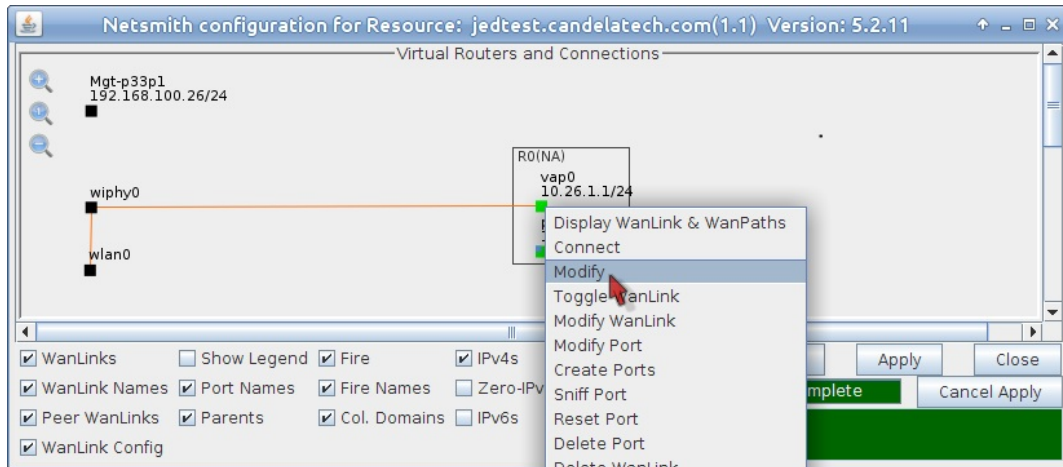 Netsmith configuration for Resource: jedtest.candelatech.com(1.1) Version: 5.2.11
Virtual Routers and Connections
Mgt-p33p1
192.168.100.26/24
R0(NA)
vap0
10.26.1.1/24
wiphy0
wlan0
Display WanLink & WanPaths
Connect
Modify
Toggle WanLink
Modify WanLink
Modify Port
Create Ports
Sniff Port
Reset Port
Delete Port
Delete WanLink
WanLinks Show Legend Fire IPv4s Apply Close
WanLink Names Port Names Fire Names Cancel Apply
Peer WanLinks Parents Col. Domains IPv6s
WanLink Config